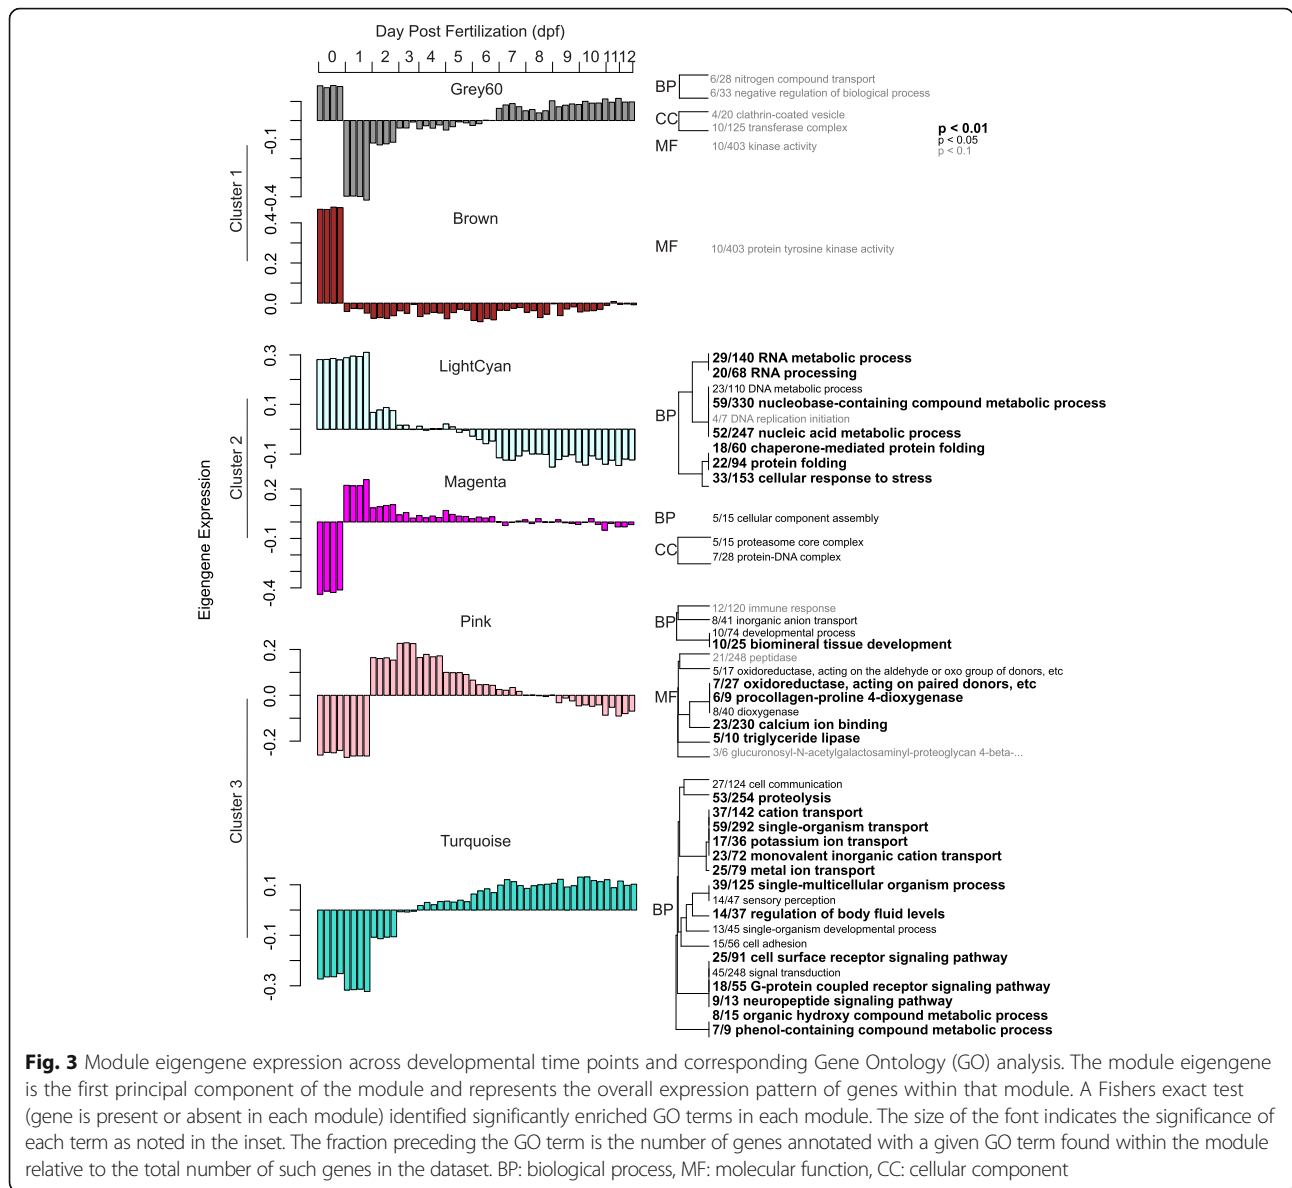 Day Post Fertilization (dpf)
0 1 2 3 4 5 6 7 8 9 10 11 12
Grey60
-0.1
-0.4
BP
6/28 nitrogen compound transport
6/33 negative regulation of biological process
CC
4/20 clathrin-coated vesicle
10/125 transferase complex
MF
10/403 kinase activity
p < 0.01
p < 0.05
p < 0.1
Cluster 1
Brown
0.4
0.2
0.0
MF
10/403 protein tyrosine kinase activity
LightCyan
0.3
0.1
-0.1
BP
29/140 RNA metabolic process
20/68 RNA processing
23/110 DNA metabolic process
59/330 nucleobase-containing compound metabolic process
4/7 DNA replication initiation
52/247 nucleic acid metabolic process
18/60 chaperone-mediated protein folding
22/94 protein folding
33/153 cellular response to stress
Cluster 2
Eigengene Expression
Magenta
0.2
-0.1
-0.4
BP
5/15 cellular component assembly
CC
5/15 proteasome core complex
7/28 protein-DNA complex
Pink
0.2
0.0
-0.2
BP
12/120 immune response
8/41 inorganic anion transport
10/74 developmental process
10/25 biomineral tissue development
MF
21/248 peptidase
5/17 oxidoreductase, acting on the aldehyde or oxo group of donors, etc
7/27 oxidoreductase, acting on paired donors, etc
6/9 procollagen-proline 4-dioxygenase
8/40 dioxygenase
23/230 calcium ion binding
5/10 triglyceride lipase
3/6 glucuronosyl-N-acetylgalactosaminyl-proteoglycan 4-beta-...
Cluster 3
Turquoise
0.1
-0.1
-0.3
BP
27/124 cell communication
53/254 proteolysis
37/142 cation transport
59/292 single-organism transport
17/36 potassium ion transport
23/72 monovalent inorganic cation transport
25/79 metal ion transport
39/125 single-multicellular organism process
14/47 sensory perception
14/37 regulation of body fluid levels
13/45 single-organism developmental process
15/56 cell adhesion
25/91 cell surface receptor signaling pathway
45/248 signal transduction
18/55 G-protein coupled receptor signaling pathway
9/13 neuropeptide signaling pathway
8/15 organic hydroxy compound metabolic process
7/9 phenol-containing compound metabolic process
Fig. 3 Module eigengene expression across developmental time points and corresponding Gene Ontology (GO) analysis. The module eigengene
is the first principal component of the module and represents the overall expression pattern of genes within that module. A Fishers exact test
(gene is present or absent in each module) identified significantly enriched GO terms in each module. The size of the font indicates the significance of
each term as noted in the inset. The fraction preceding the GO term is the number of genes annotated with a given GO term found within the module
relative to the total number of such genes in the dataset. BP: biological process, MF: molecular function, CC: cellular component